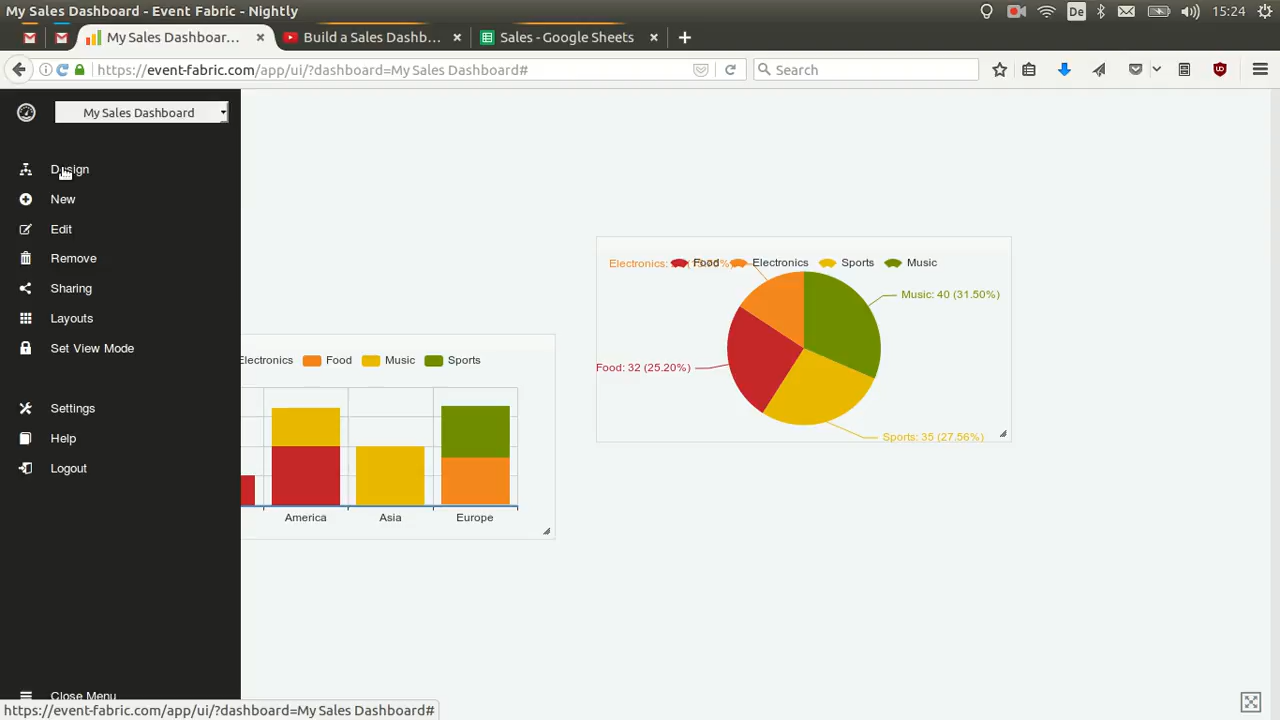 My Sales Dashboard - Event Fabric - Nightly
De
15:24
My Sales Dashboar...
Build a Sales Dashb...
Sales - Google Sheets
https://event-fabric.com/app/ui/?dashboard=My Sales Dashboard#
Search
My Sales Dashboard
Design
New
Edit
Remove
Sharing
Layouts
Set View Mode
Settings
Help
Logout
Close Menu
https://event-fabric.com/app/ui/?dashboard=My Sales Dashboard#
Electronics Food Music Sports
America Asia Europe
Food Electronics Sports Music
Electronics:
Music: 40 (31.50%)
Food: 32 (25.20%)
Sports: 35 (27.56%)